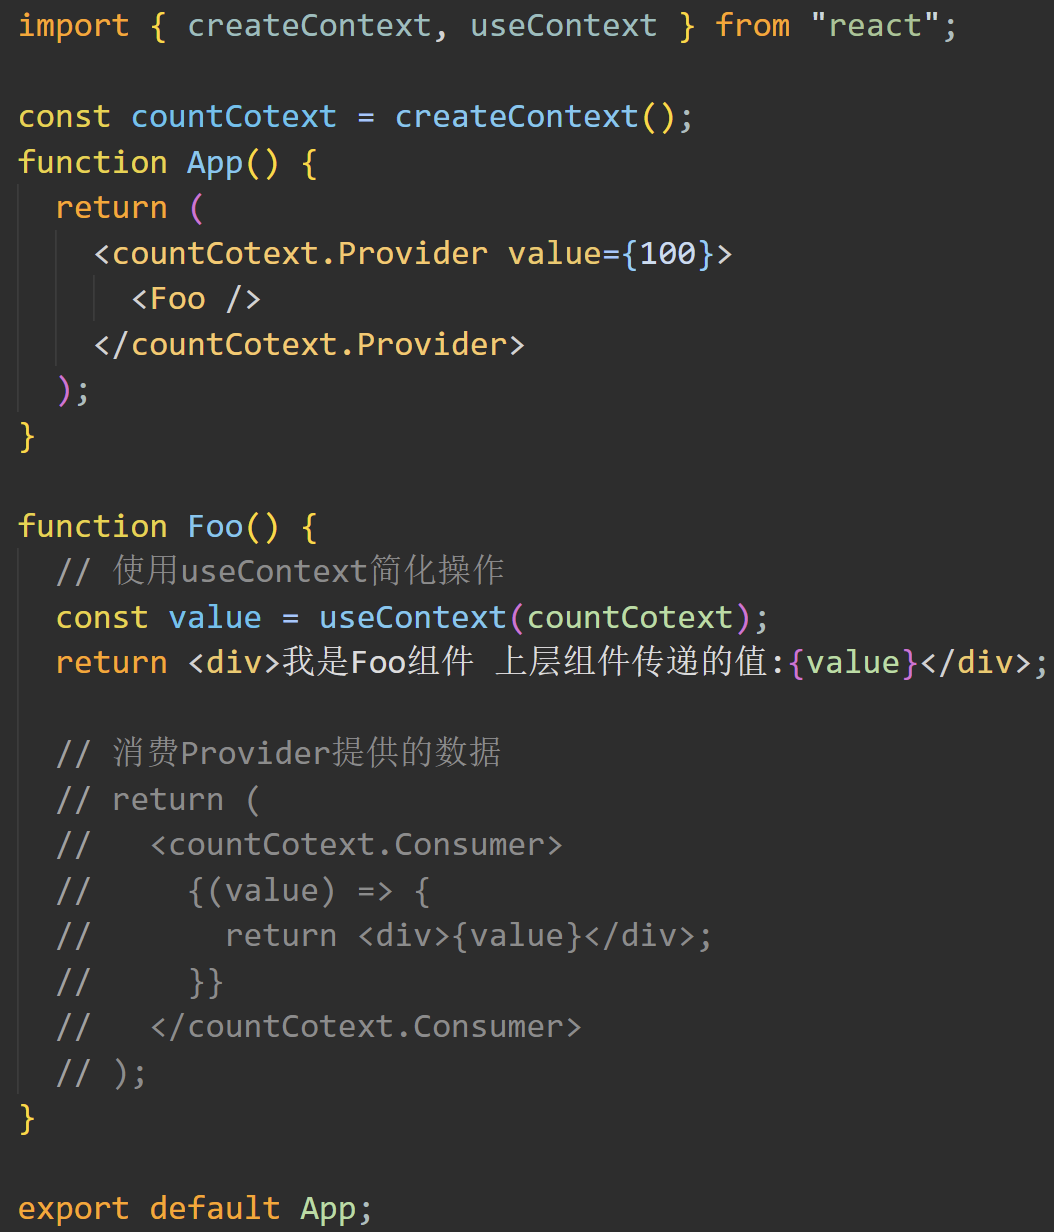 import { createContext, useContext } from "react";
const countCotext = createContext();
function App() {
  return (
    <countCotext.Provider value={100}>
      <Foo />
    </countCotext.Provider>
  );
}
function Foo() {
  // 使用useContext简化操作
  const value = useContext(countCotext);
  return <div>我是Foo组件 上层组件传递的值:{value}</div>;
  // 消费Provider提供的数据
  // return (
  //   <countCotext.Consumer>
  //     {(value) => {
  //       return <div>{value}</div>;
  //     }}
  //   </countCotext.Consumer>
  // );
}
export default App;